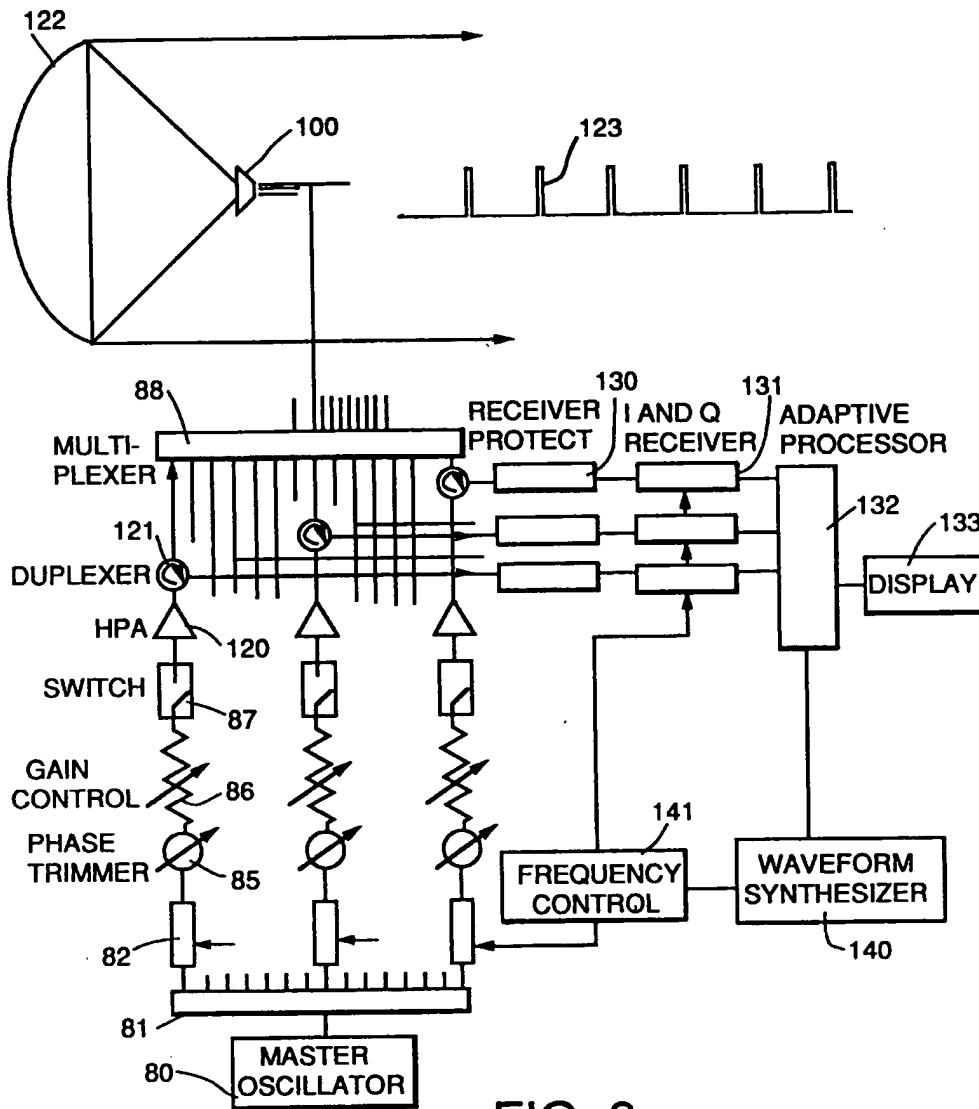 122
100
123
88
MULTI-
PLEXER
RECEIVER
PROTECT
130
I AND Q
RECEIVER
131
ADAPTIVE
PROCESSOR
132
133
DISPLAY
121
DUPLEXER
HPA
120
SWITCH
87
GAIN
CONTROL
86
PHASE
TRIMMER
85
141
FREQUENCY
CONTROL
WAVEFORM
SYNTHESIZER
140
82
81
80
MASTER
OSCILLATOR